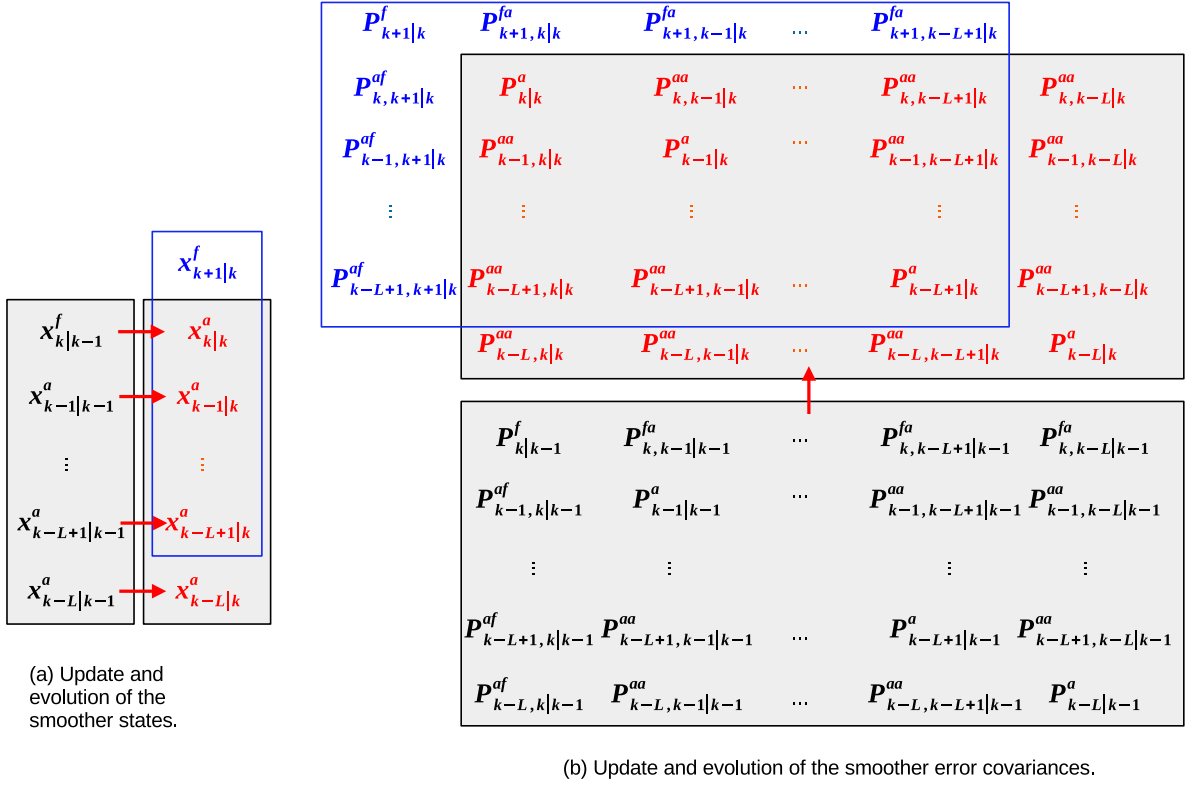 x^f_{k+1|k}
x^f_{k|k−1} x^a_{k|k}
x^a_{k−1|k−1} x^a_{k−1|k}
⋮ ⋮
x^a_{k−L+1|k−1} x^a_{k−L+1|k}
x^a_{k−L|k−1} x^a_{k−L|k}
(a) Update and
evolution of the
smoother states.
P^f_{k+1|k} P^{fa}_{k+1,k|k} P^{fa}_{k+1,k−1|k} … P^{fa}_{k+1,k−L+1|k}
P^{af}_{k,k+1|k} P^a_{k|k} P^{aa}_{k,k−1|k} … P^{aa}_{k,k−L+1|k} P^{aa}_{k,k−L|k}
P^{af}_{k−1,k+1|k} P^{aa}_{k−1,k|k} P^a_{k−1|k} … P^{aa}_{k−1,k−L+1|k} P^{aa}_{k−1,k−L|k}
⋮ ⋮ ⋮ ⋮ ⋮
P^{af}_{k−L+1,k+1|k} P^{aa}_{k−L+1,k|k} P^{aa}_{k−L+1,k−1|k} … P^a_{k−L+1|k} P^{aa}_{k−L+1,k−L|k}
P^{aa}_{k−L,k|k} P^{aa}_{k−L,k−1|k} … P^{aa}_{k−L,k−L+1|k} P^a_{k−L|k}
P^f_{k|k−1} P^{fa}_{k,k−1|k−1} … P^{fa}_{k,k−L+1|k−1} P^{fa}_{k,k−L|k−1}
P^{af}_{k−1,k|k−1} P^a_{k−1|k−1} … P^{aa}_{k−1,k−L+1|k−1} P^{aa}_{k−1,k−L|k−1}
⋮ ⋮ ⋮ ⋮
P^{af}_{k−L+1,k|k−1} P^{aa}_{k−L+1,k−1|k−1} … P^a_{k−L+1|k−1} P^{aa}_{k−L+1,k−L|k−1}
P^{af}_{k−L,k|k−1} P^{aa}_{k−L,k−1|k−1} … P^{aa}_{k−L,k−L+1|k−1} P^a_{k−L|k−1}
(b) Update and evolution of the smoother error covariances.